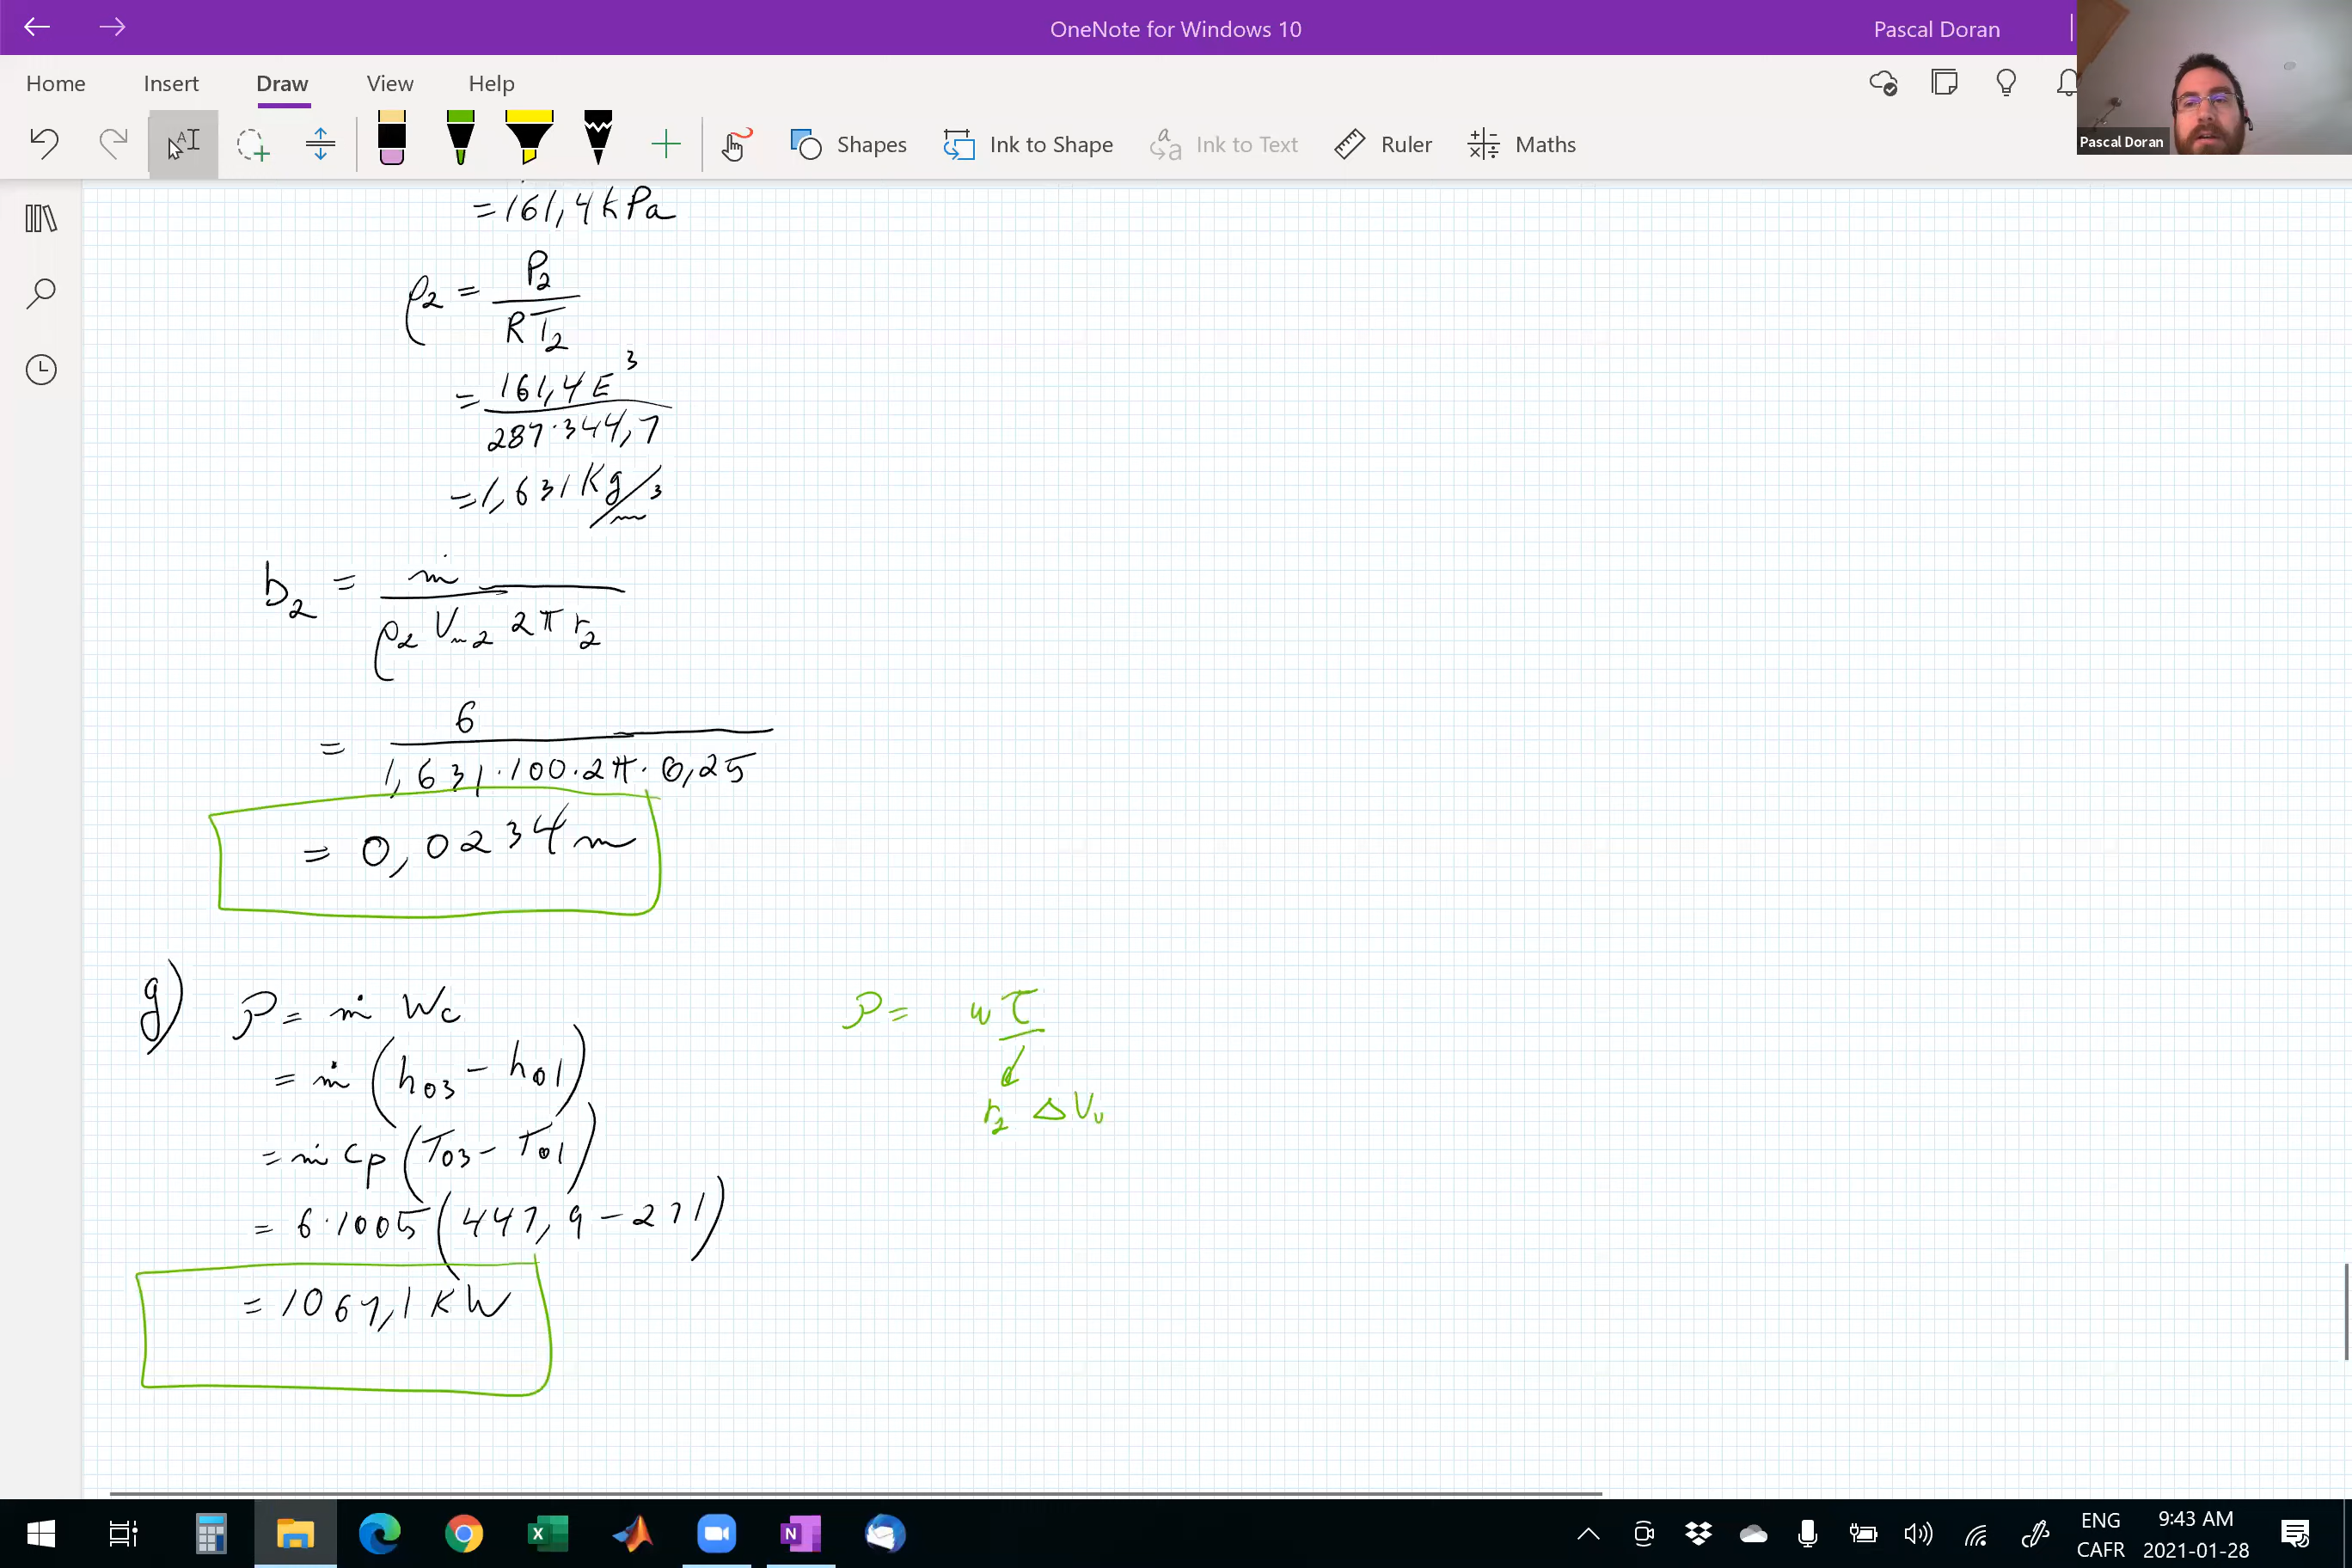 OneNote for Windows 10
Pascal Doran
Home Insert Draw View Help
Shapes Ink to Shape Ink to Text Ruler Maths
Pascal Doran
= 161,4 kPa
ρ2 = P2 / RT2
= 161,4 E3 / 287·344,7
= 1,631 Kg/m3
b2 = ṁ / ρ2 Vm2 2π r2
= 6 / 1,631·100·2π·0,25
= 0,0234 m
g) P = ṁ Wc
= ṁ (h03 - h01)
= ṁ cp (T03 - T01)
= 6·1005 (447,9 - 271)
= 1067,1 KW
P = ω τ
r2 ΔVu
ENG
CAFR
9:43 AM
2021-01-28